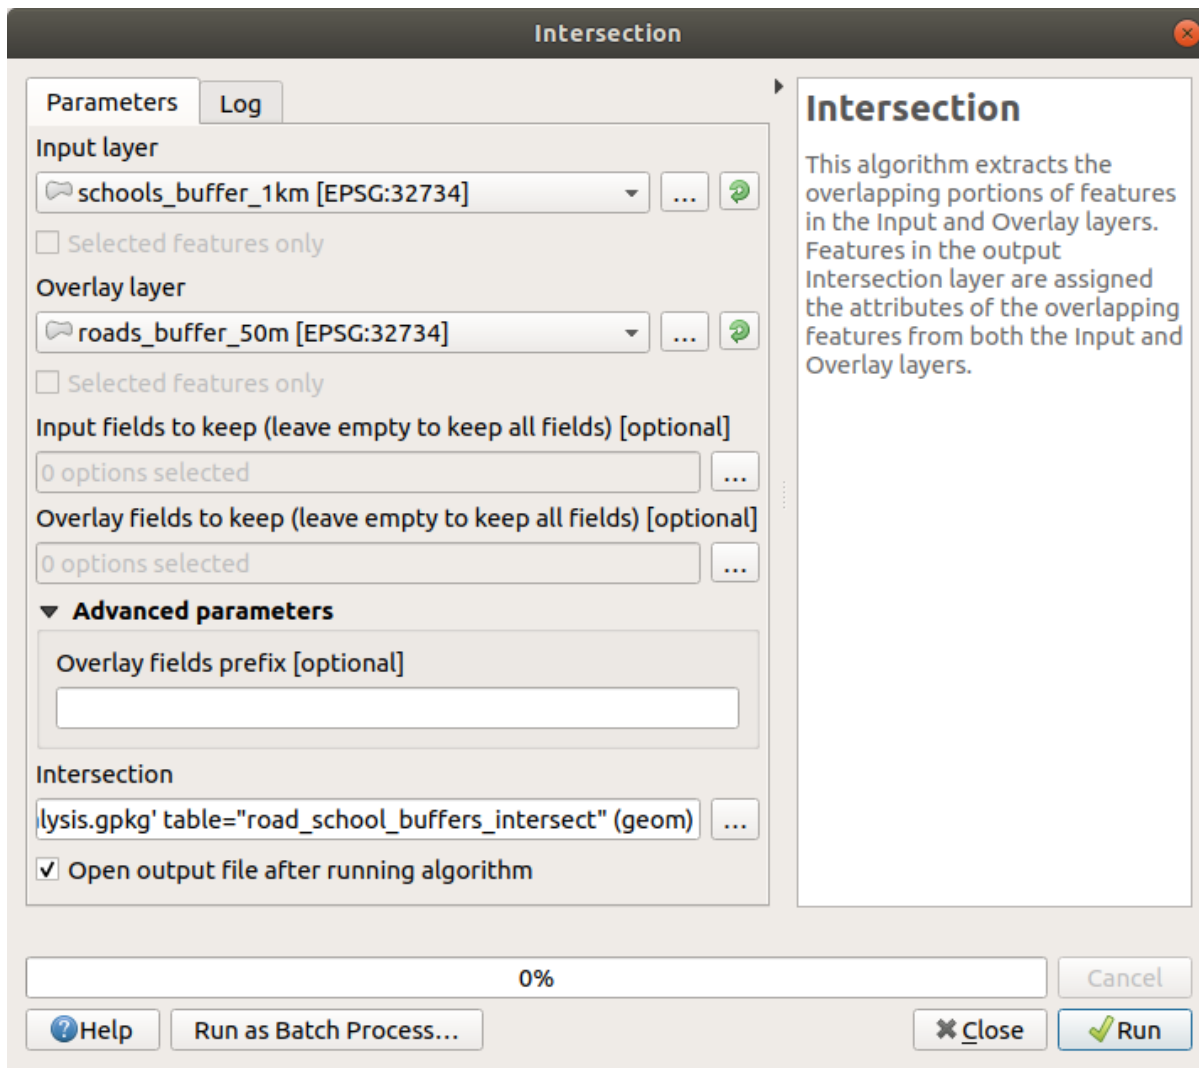 Intersection
Parameters
Log
Input layer
schools_buffer_1km [EPSG:32734]
...
Selected features only
Overlay layer
roads_buffer_50m [EPSG:32734]
...
Selected features only
Input fields to keep (leave empty to keep all fields) [optional]
0 options selected
...
Overlay fields to keep (leave empty to keep all fields) [optional]
0 options selected
...
Advanced parameters
Overlay fields prefix [optional]
Intersection
lysis.gpkg' table="road_school_buffers_intersect" (geom)
...
Open output file after running algorithm
Intersection
This algorithm extracts the
overlapping portions of features
in the Input and Overlay layers.
Features in the output
Intersection layer are assigned
the attributes of the overlapping
features from both the Input and
Overlay layers.
0%
Cancel
Help
Run as Batch Process...
Close
Run